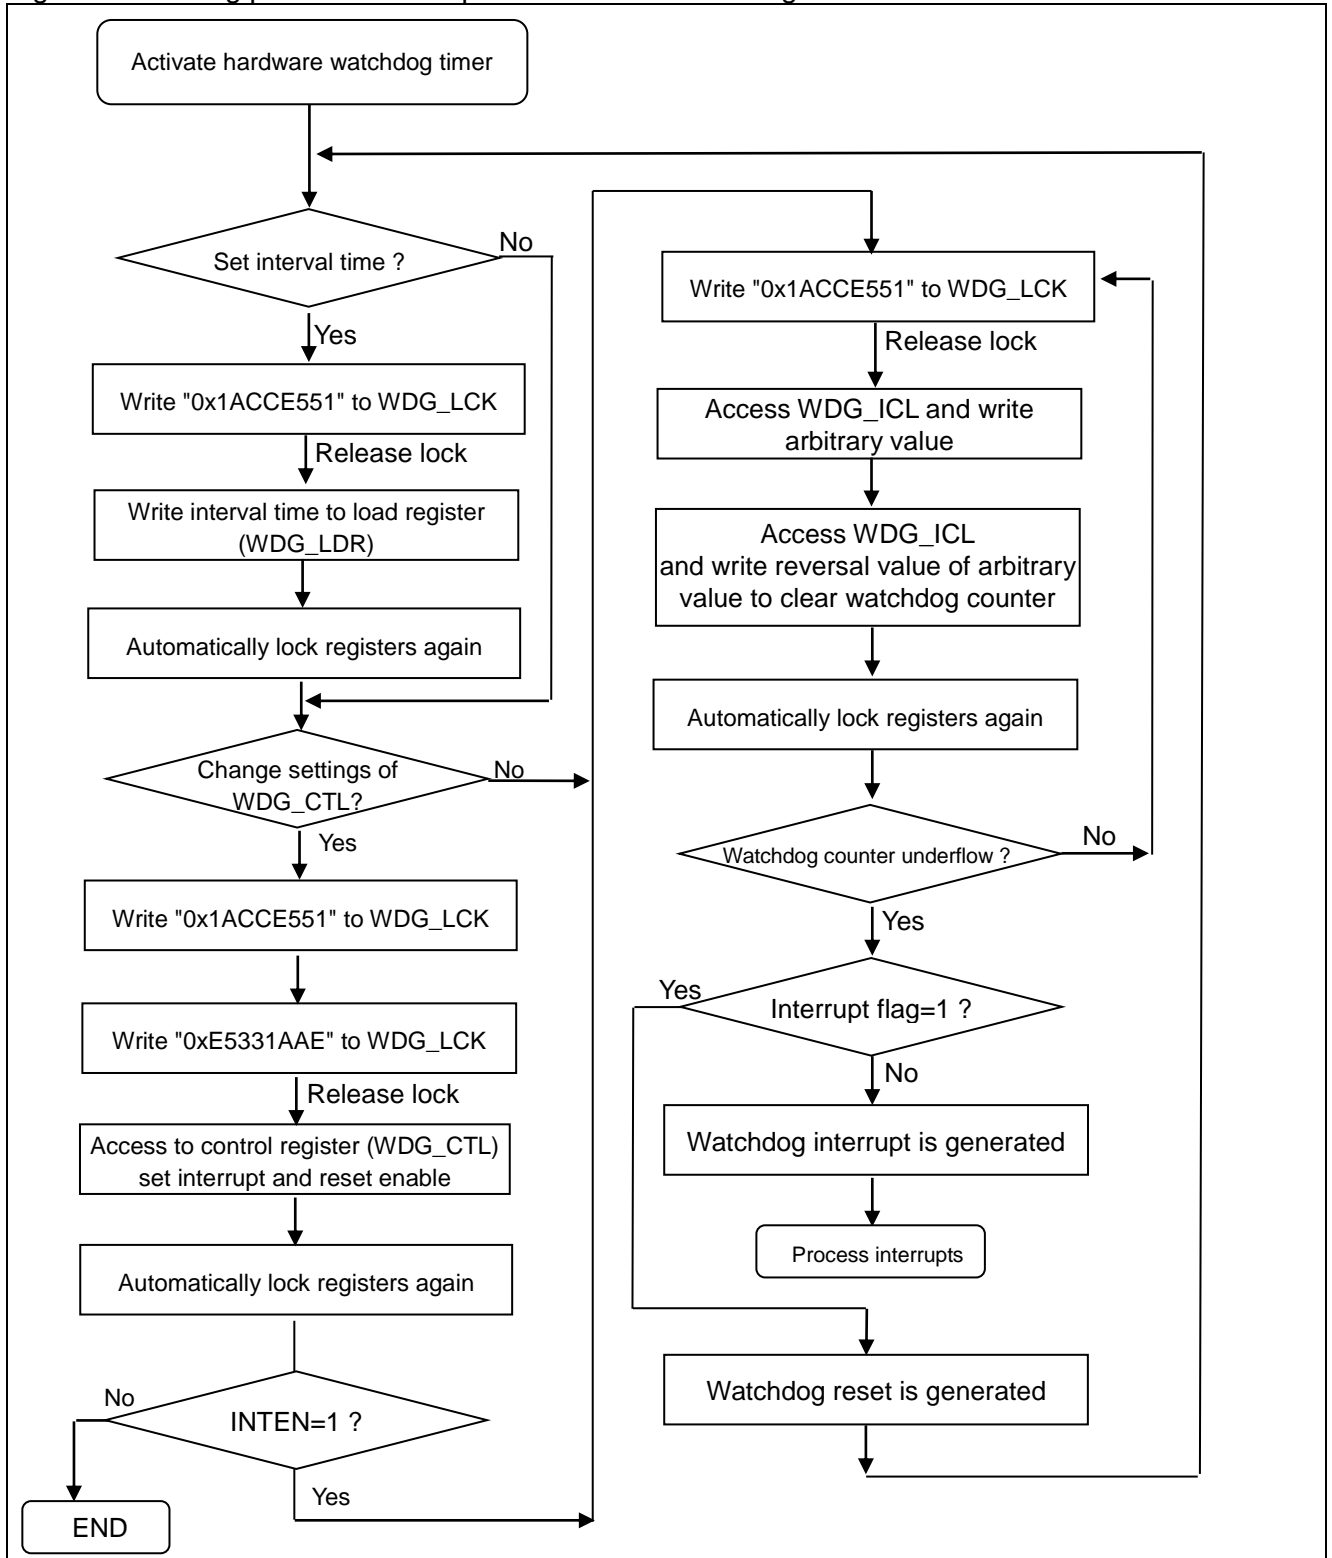 Activate hardware watchdog timer
Set interval time ?
No
Yes
Write "0x1ACCE551" to WDG_LCK
Release lock
Write interval time to load register
(WDG_LDR)
Automatically lock registers again
Change settings of
WDG_CTL?
No
Yes
Write "0x1ACCE551" to WDG_LCK
Write "0xE5331AAE" to WDG_LCK
Release lock
Access to control register (WDG_CTL)
set interrupt and reset enable
Automatically lock registers again
No
INTEN=1 ?
Yes
END
Write "0x1ACCE551" to WDG_LCK
Release lock
Access WDG_ICL and write
arbitrary value
Access WDG_ICL
and write reversal value of arbitrary
value to clear watchdog counter
Automatically lock registers again
Watchdog counter underflow ?
No
Yes
Yes
Interrupt flag=1 ?
No
Watchdog interrupt is generated
Process interrupts
Watchdog reset is generated